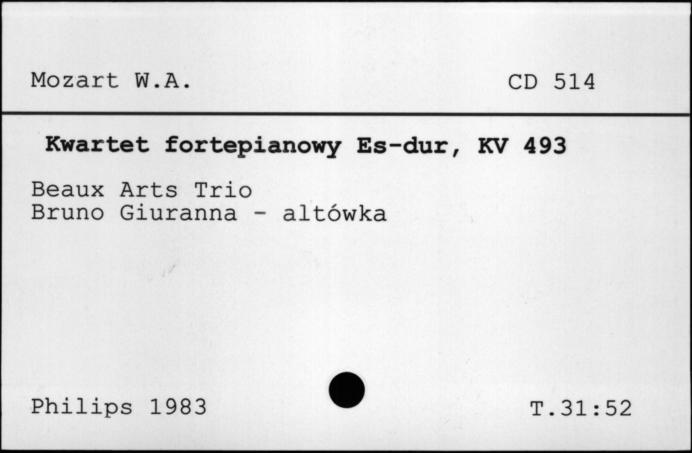 Mozart W.A. CD 514
Kwartet fortepianowy Es-dur, KV 493
Beaux Arts Trio
Bruno Giuranna - altówka
Philips 1983 T.31:52